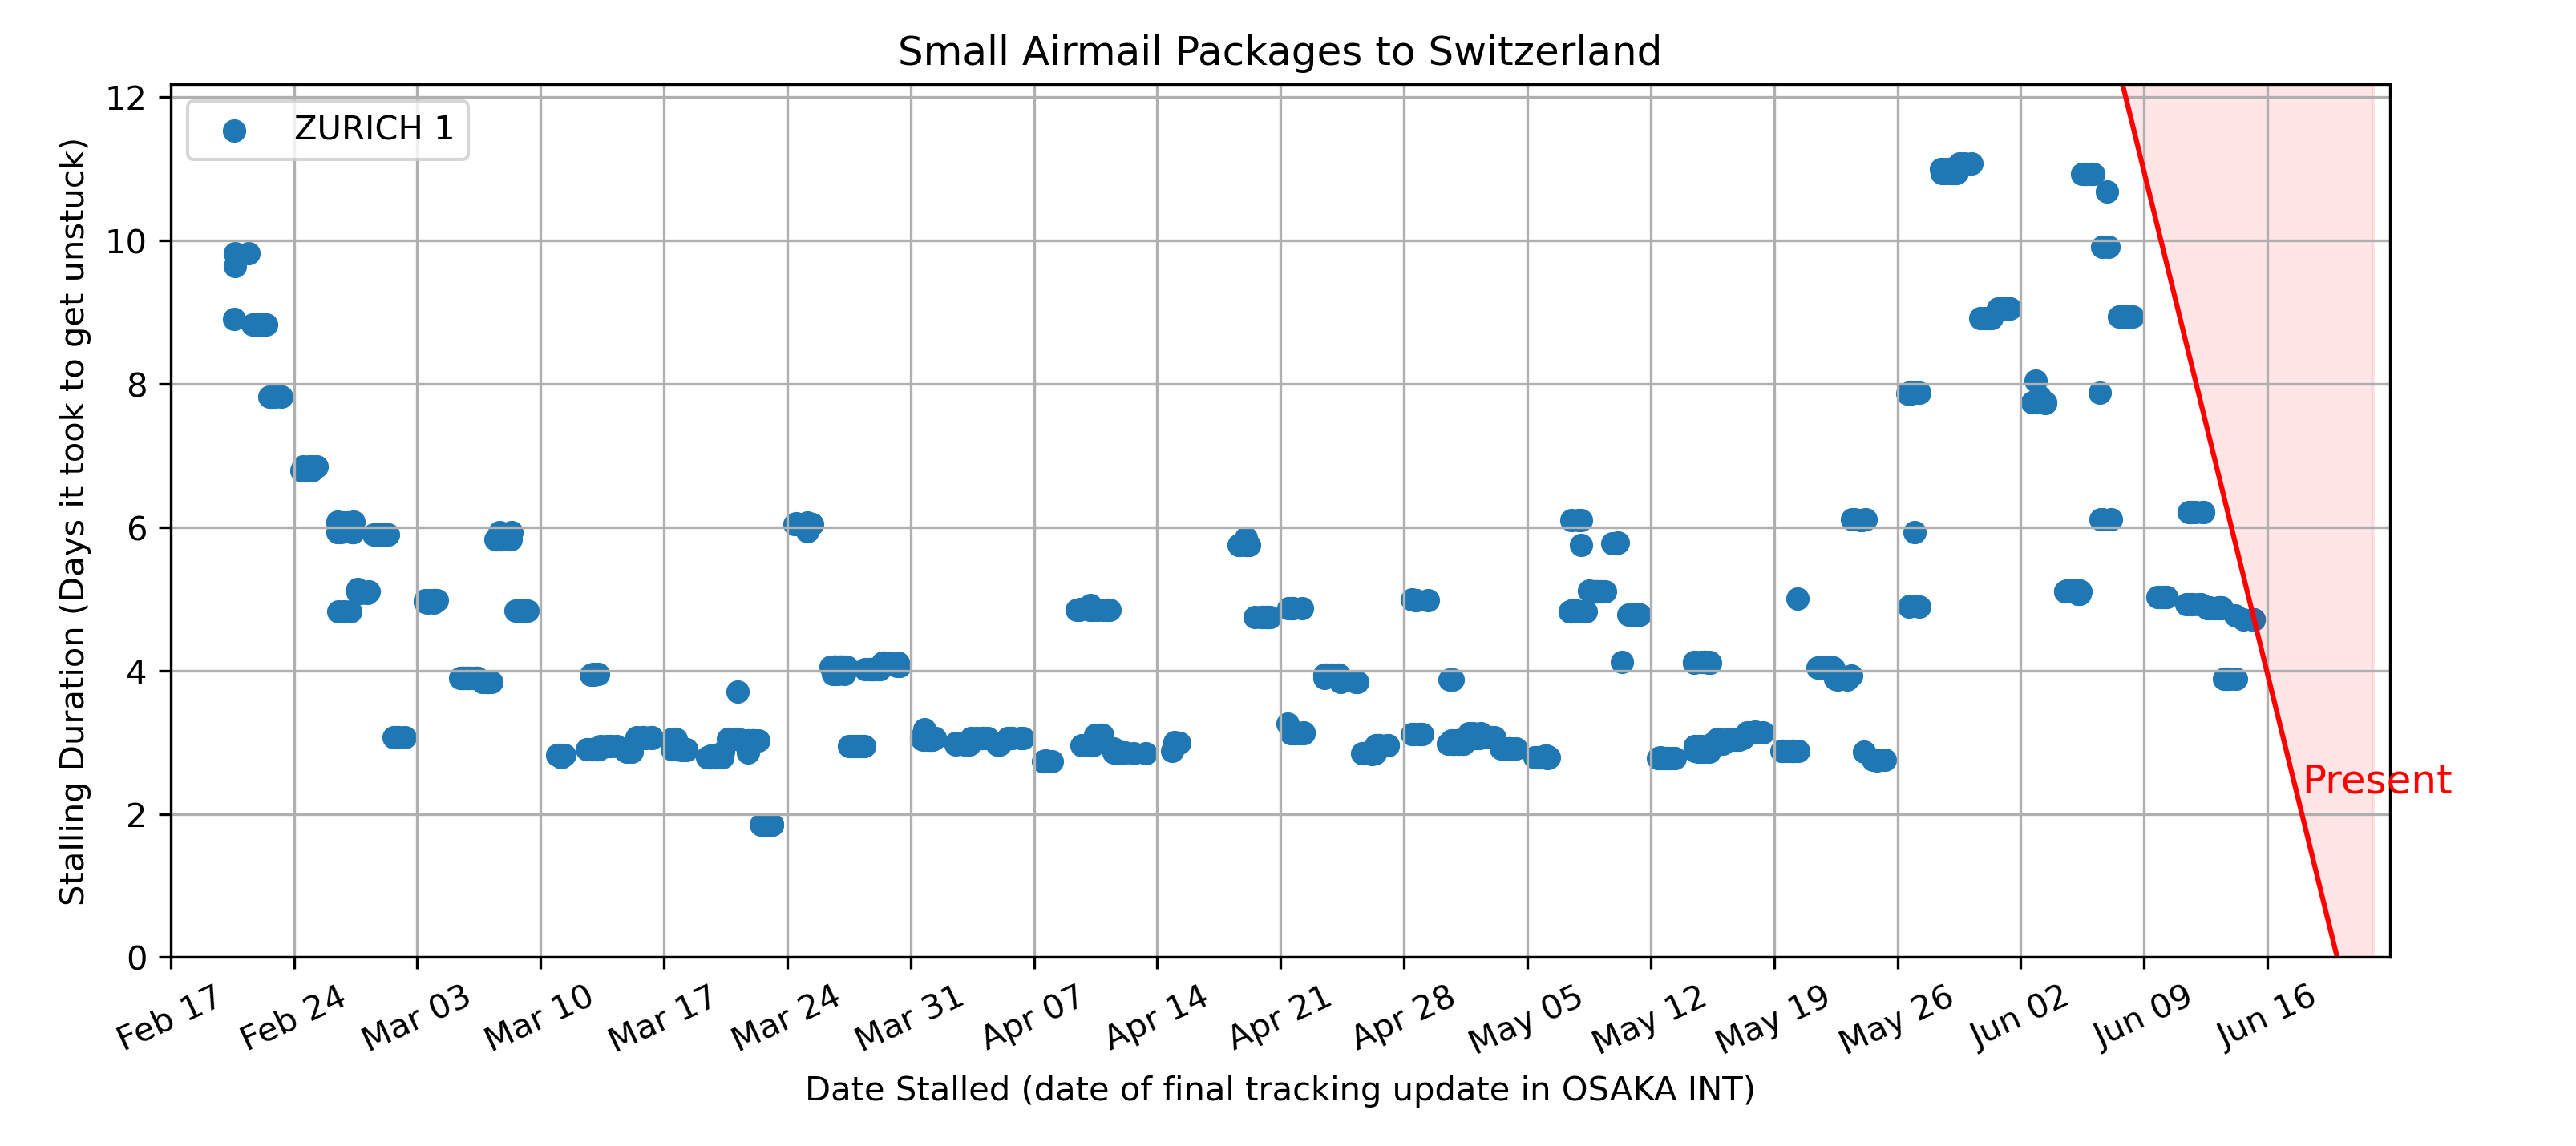 Small Airmail Packages to Switzerland
Stalling Duration (Days it took to get unstuck)
12
10
8
6
4
2
0
ZURICH 1
Present
Feb 17
Feb 24
Mar 03
Mar 10
Mar 17
Mar 24
Mar 31
Apr 07
Apr 14
Apr 21
Apr 28
May 05
May 12
May 19
May 26
Jun 02
Jun 09
Jun 16
Date Stalled (date of final tracking update in OSAKA INT)